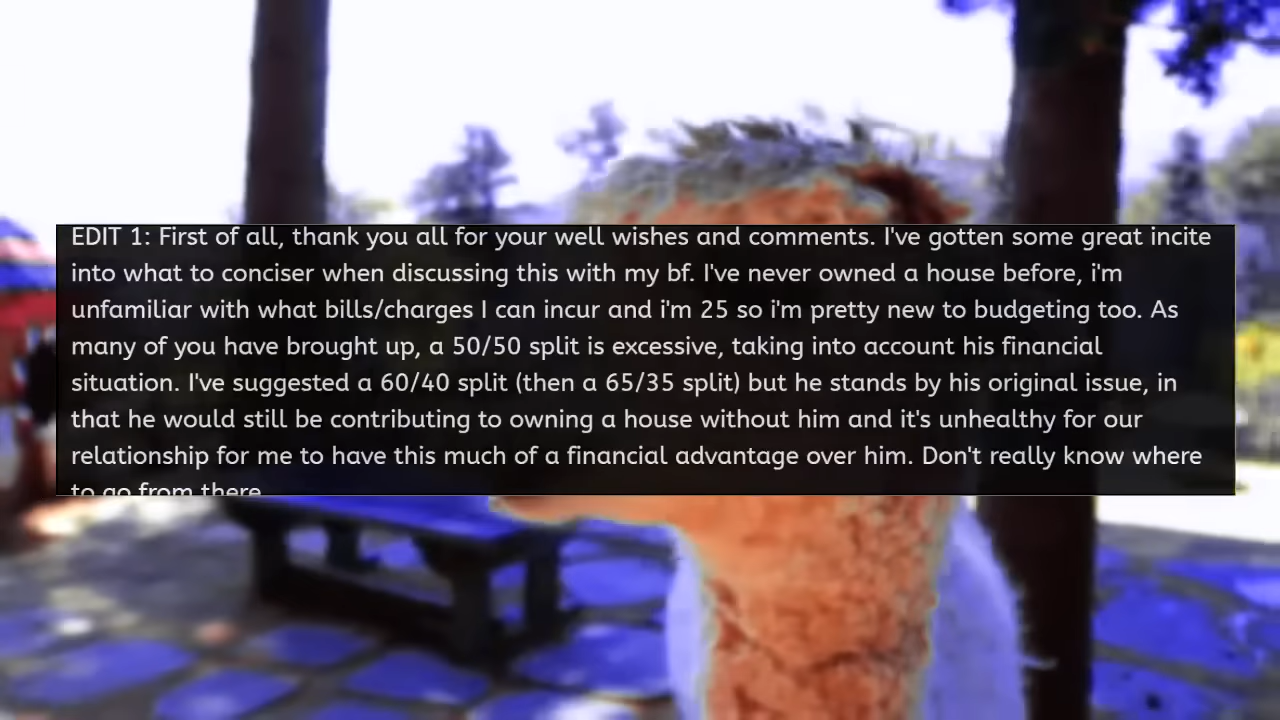 EDIT 1: First of all, thank you all for your well wishes and comments. I've gotten some great incite
into what to conciser when discussing this with my bf. I've never owned a house before, i'm
unfamiliar with what bills/charges I can incur and i'm 25 so i'm pretty new to budgeting too. As
many of you have brought up, a 50/50 split is excessive, taking into account his financial
situation. I've suggested a 60/40 split (then a 65/35 split) but he stands by his original issue, in
that he would still be contributing to owning a house without him and it's unhealthy for our
relationship for me to have this much of a financial advantage over him. Don't really know where
to go from there